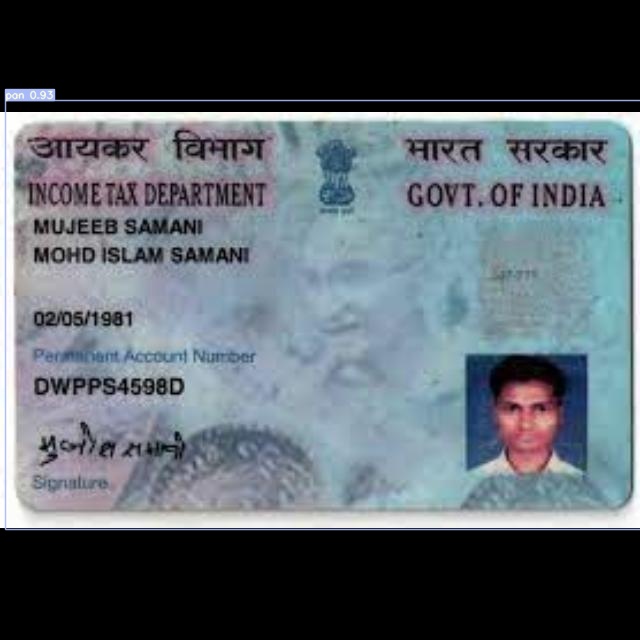 pan 0.93
आयकर विभाग
भारत सरकार
INCOME TAX DEPARTMENT
GOVT. OF INDIA
MUJEEB SAMANI
MOHD ISLAM SAMANI
02/05/1981
Permanent Account Number
DWPPS4598D
Signature